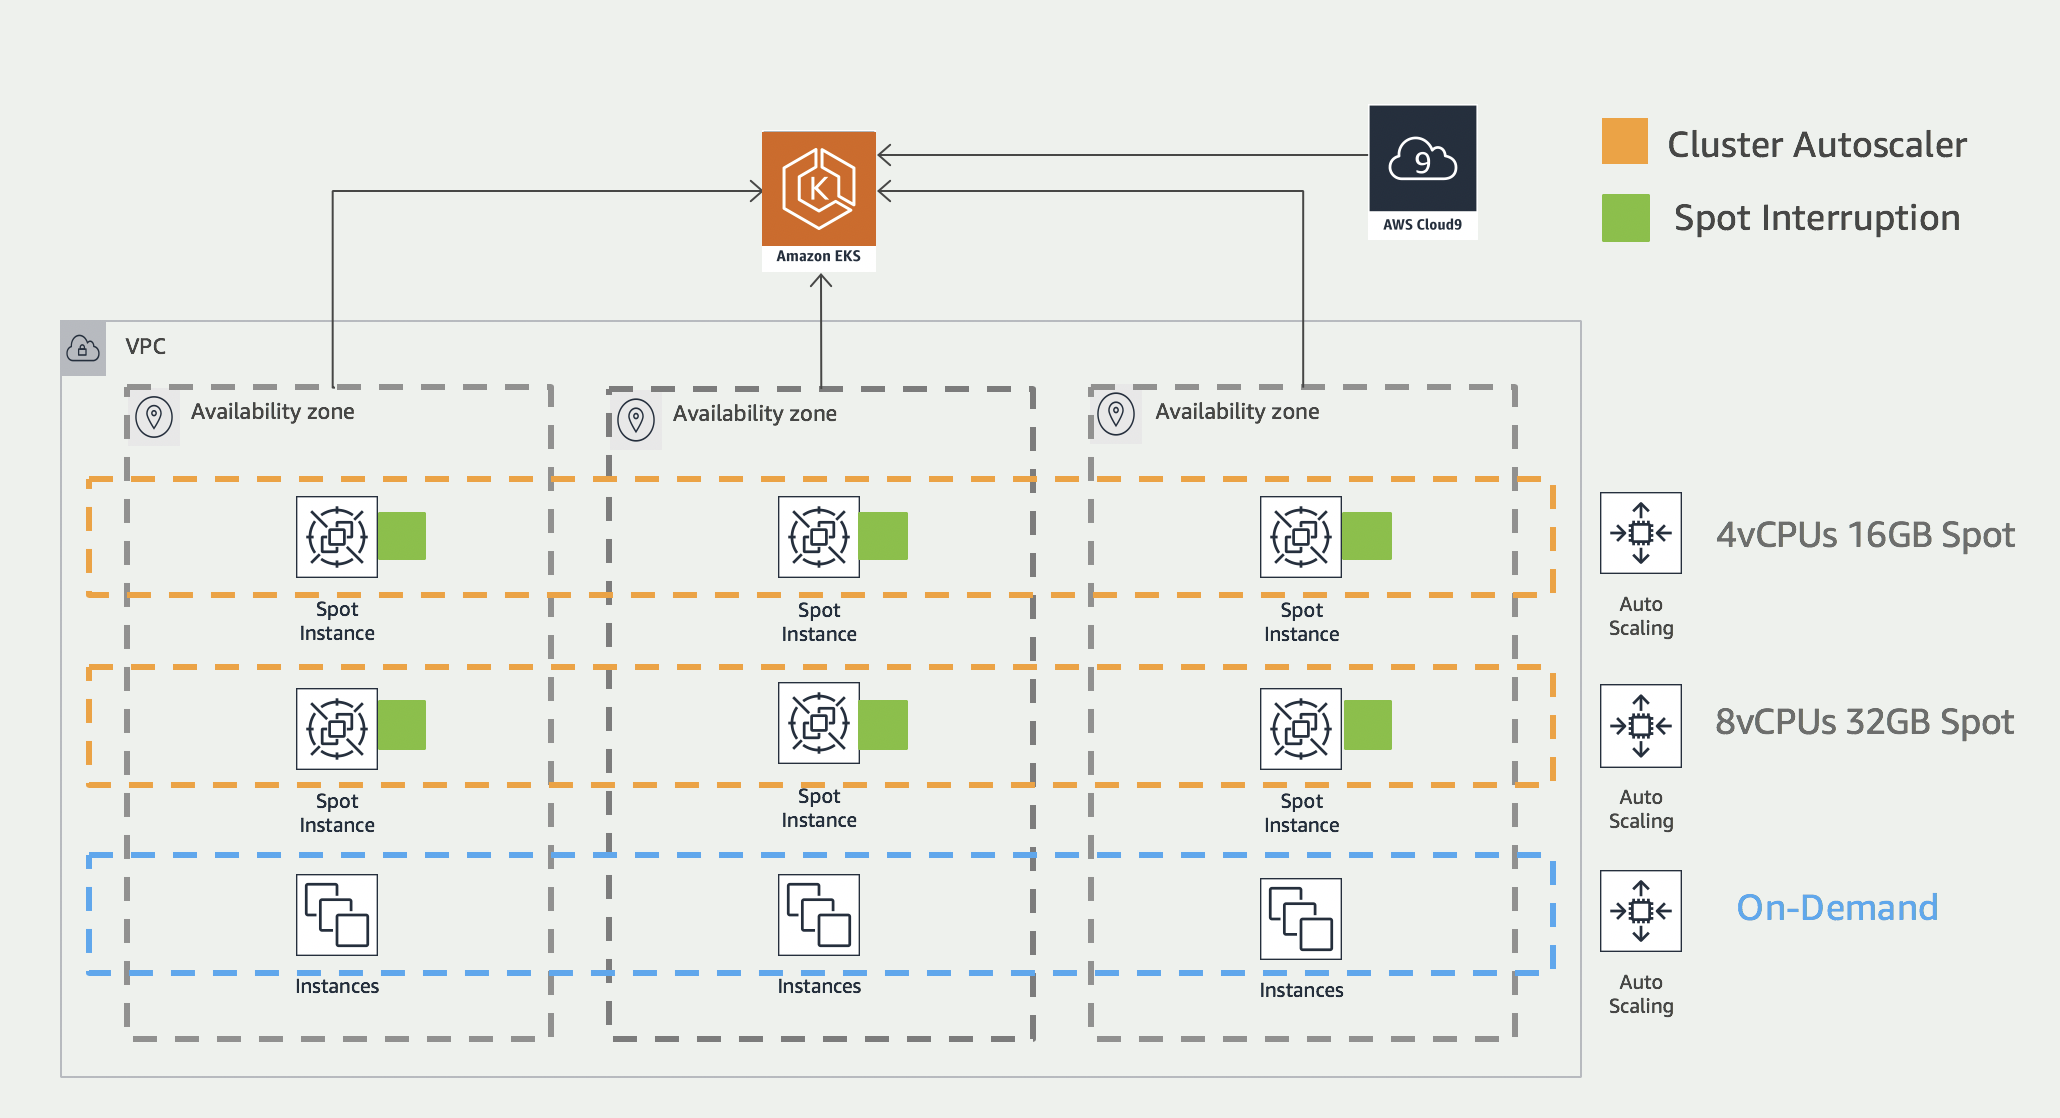 Cluster Autoscaler
Spot Interruption
K
Amazon EKS
9
AWS Cloud9
VPC
Availability zone
Availability zone
Availability zone
Spot
Instance
Spot
Instance
Spot
Instance
4vCPUs 16GB Spot
Auto
Scaling
Spot
Instance
Spot
Instance
Spot
Instance
8vCPUs 32GB Spot
Auto
Scaling
Instances
Instances
Instances
On-Demand
Auto
Scaling